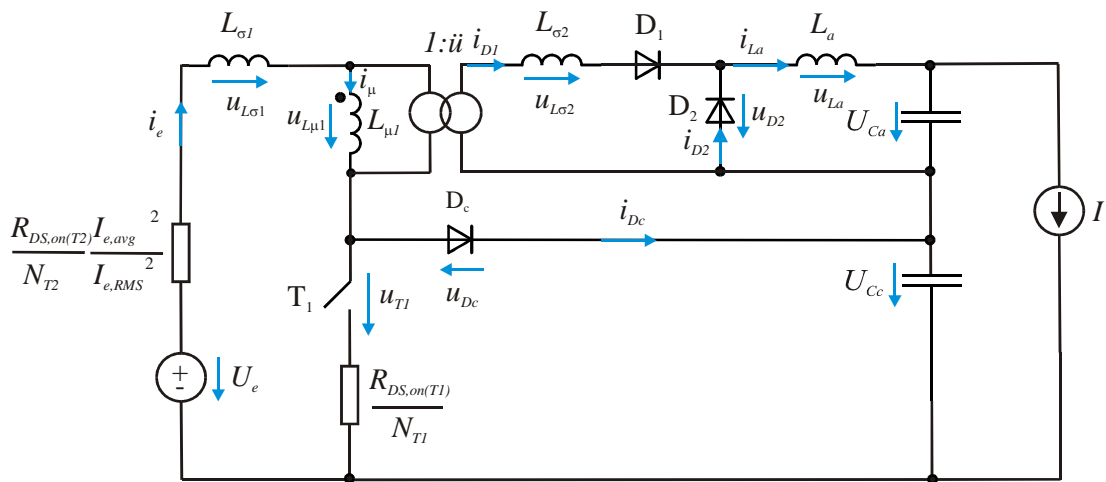 Lσ1
1:ü
iD1
Lσ2
D1
iLa
La
uLσ1
iμ
uLσ2
uLa
ie
uLμ1
Lμ1
D2
uD2
iD2
UCa
Dc
iDc
I
RDS,on(T2) Ie,avg 2
NT2 Ie,RMS 2
T1
uT1
uDc
UCc
+
-
Ue
RDS,on(T1)
NT1